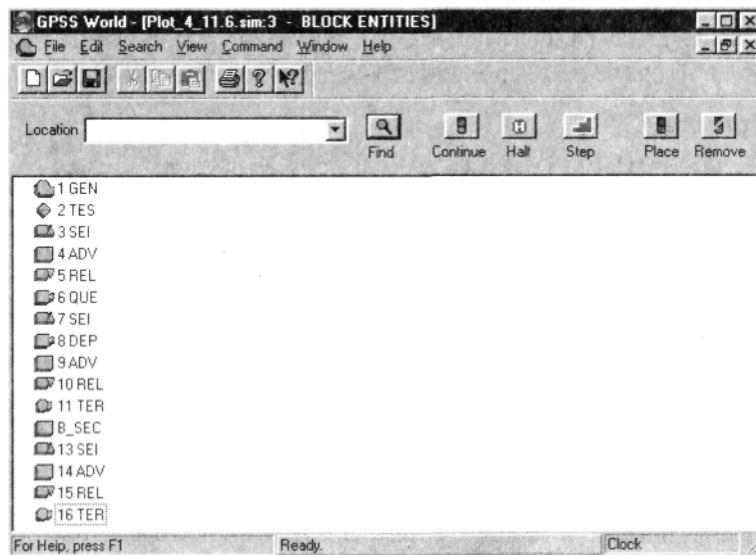 GPSS World - [Plot_4_11.6.sim:3 - BLOCK ENTITIES]
File Edit Search View Command Window Help
Location
Find Continue Halt Step Place Remove
1 GEN
2 TES
3 SEI
4 ADV
5 REL
6 QUE
7 SEI
8 DEP
9 ADV
10 REL
11 TER
B_SEC
13 SEI
14 ADV
15 REL
16 TER
For Help, press F1 Ready. Clock